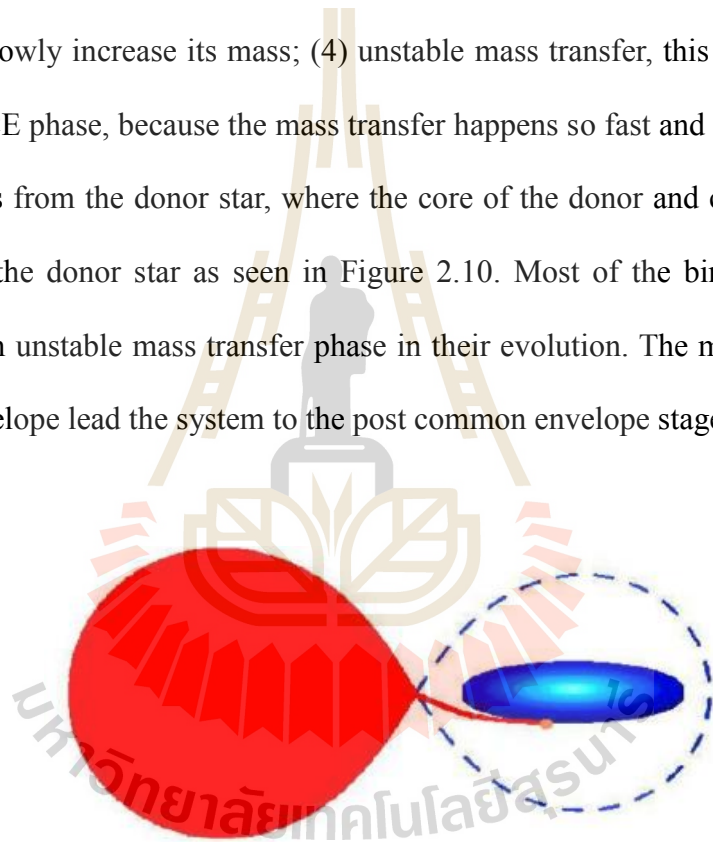 owly increase its mass; (4) unstable mass transfer, this
E phase, because the mass transfer happens so fast and
s from the donor star, where the core of the donor and
the donor star as seen in Figure 2.10. Most of the
unstable mass transfer phase in their evolution. The
elope lead the system to the post common envelope stage
มหาวิทยาลัยเทคโนโลยีสุรนารี